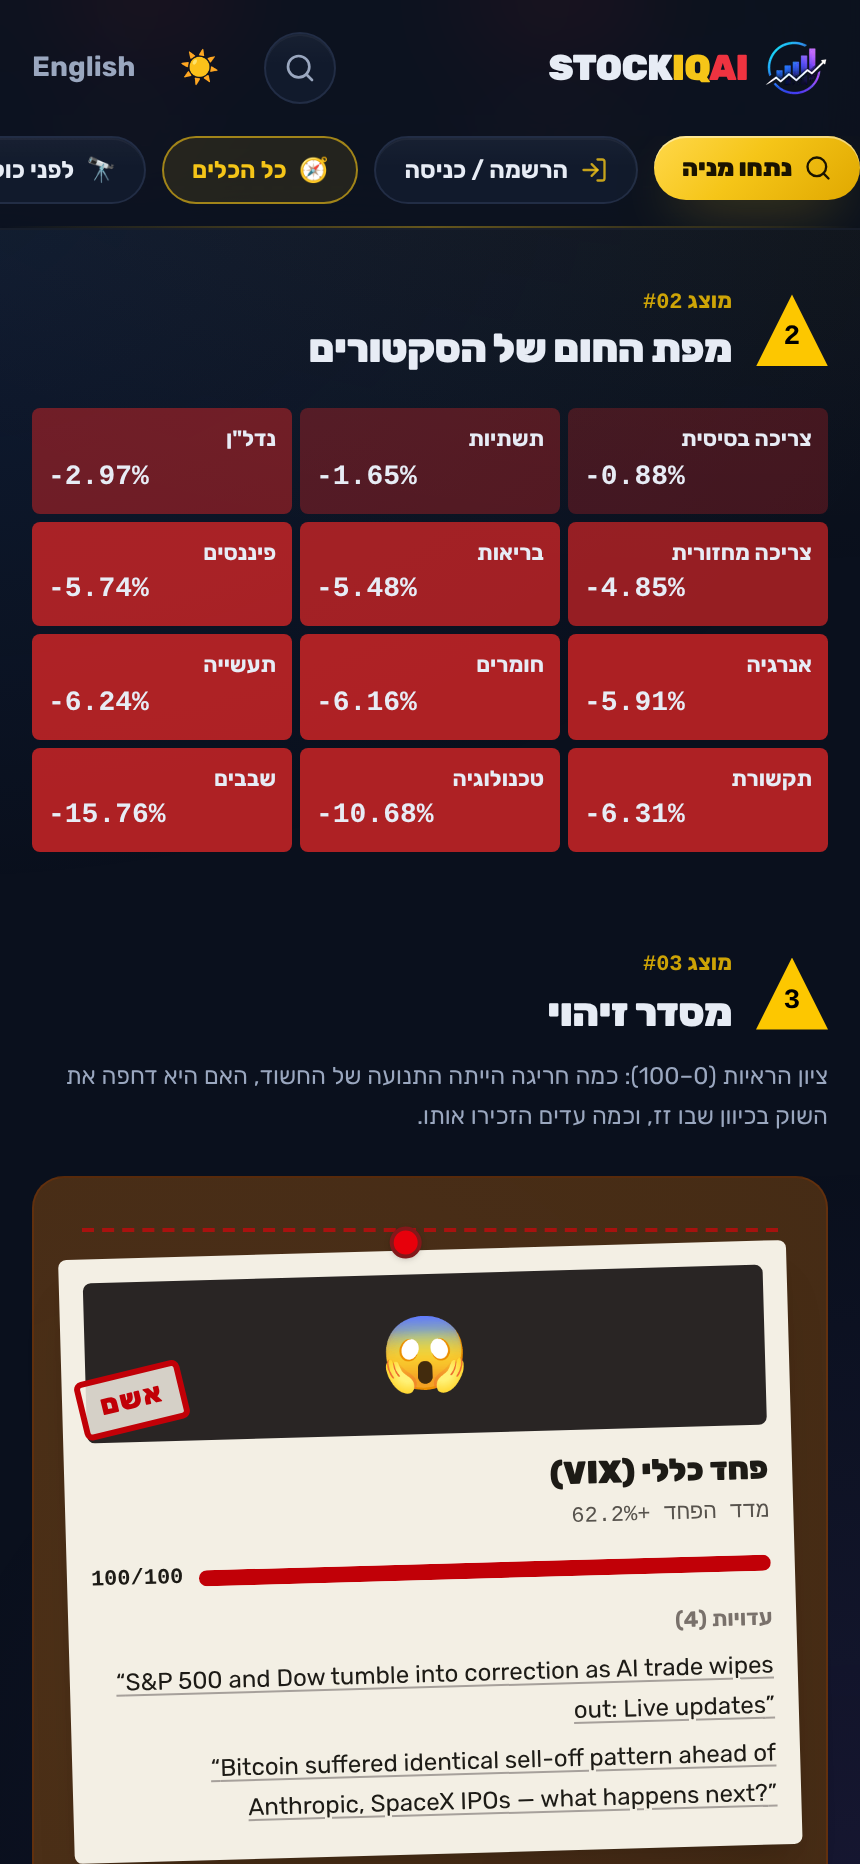 STOCKIQAI
English
נתחו מניה
הרשמה / כניסה
כל הכלים
לפני כול
מוצג #02
2
מפת החום של הסקטורים
צריכה בסיסית
-0.88%
תשתיות
-1.65%
נדל"ן
-2.97%
צריכה מחזורית
-4.85%
בריאות
-5.48%
פיננסים
-5.74%
אנרגיה
-5.91%
חומרים
-6.16%
תעשייה
-6.24%
תקשורת
-6.31%
טכנולוגיה
-10.68%
שבבים
-15.76%
מוצג #03
3
מסדר זיהוי
ציון הראיות (0–100): כמה חריגה הייתה התנועה של החשוד, האם היא דחפה את
השוק בכיוון שבו זז, וכמה עדים הזכירו אותו.
אשם
פחד כללי (VIX)
מדד הפחד +62.2%
100/100
עדויות (4)
“S&P 500 and Dow tumble into correction as AI trade wipes
out: Live updates”
“Bitcoin suffered identical sell-off pattern ahead of
Anthropic, SpaceX IPOs — what happens next?”